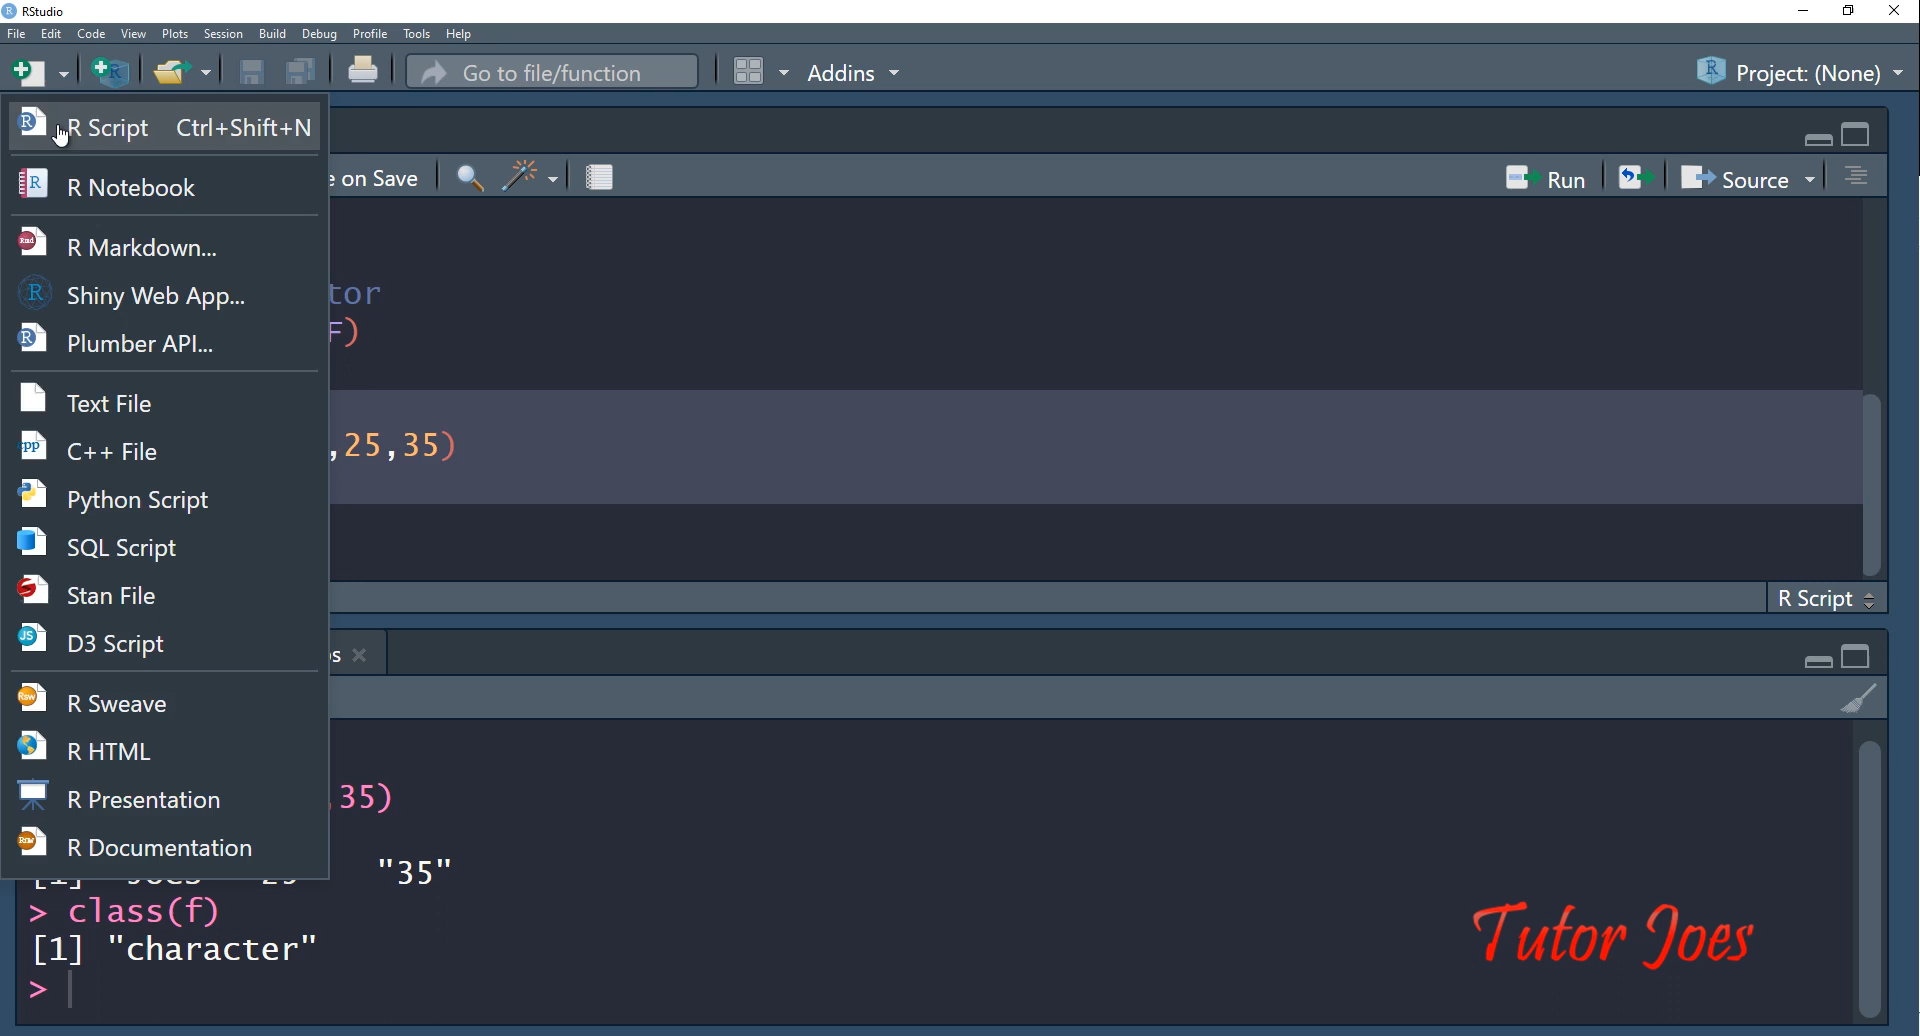 RStudio
File Edit Code View Plots Session Build Debug Profile Tools Help
Go to file/function Addins Project: (None)
R Script Ctrl+Shift+N
R Notebook
R Markdown...
Shiny Web App...
Plumber API...
Text File
C++ File
Python Script
SQL Script
Stan File
D3 Script
R Sweave
R HTML
R Presentation
R Documentation
on Save Run Source
tor
F)
,25,35)
R Script
35)
"35"
> class(f)
[1] "character"
>
Tutor Joes